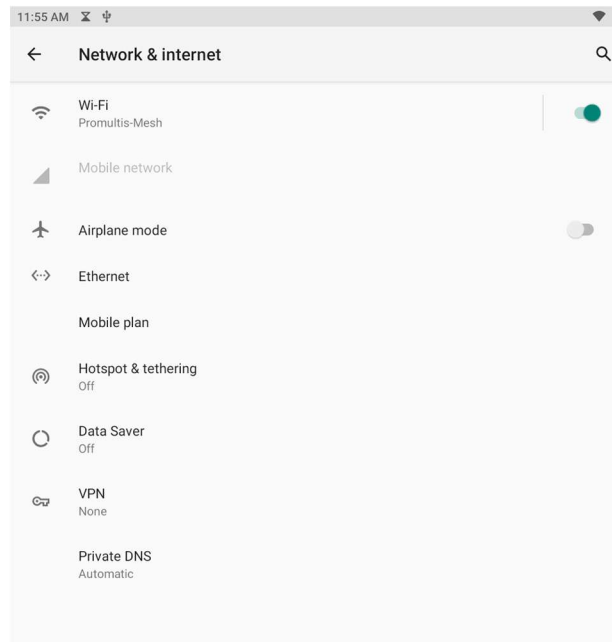 11:55 AM
Network & internet
Wi-Fi
Promultis-Mesh
Mobile network
Airplane mode
Ethernet
Mobile plan
Hotspot & tethering
Off
Data Saver
Off
VPN
None
Private DNS
Automatic